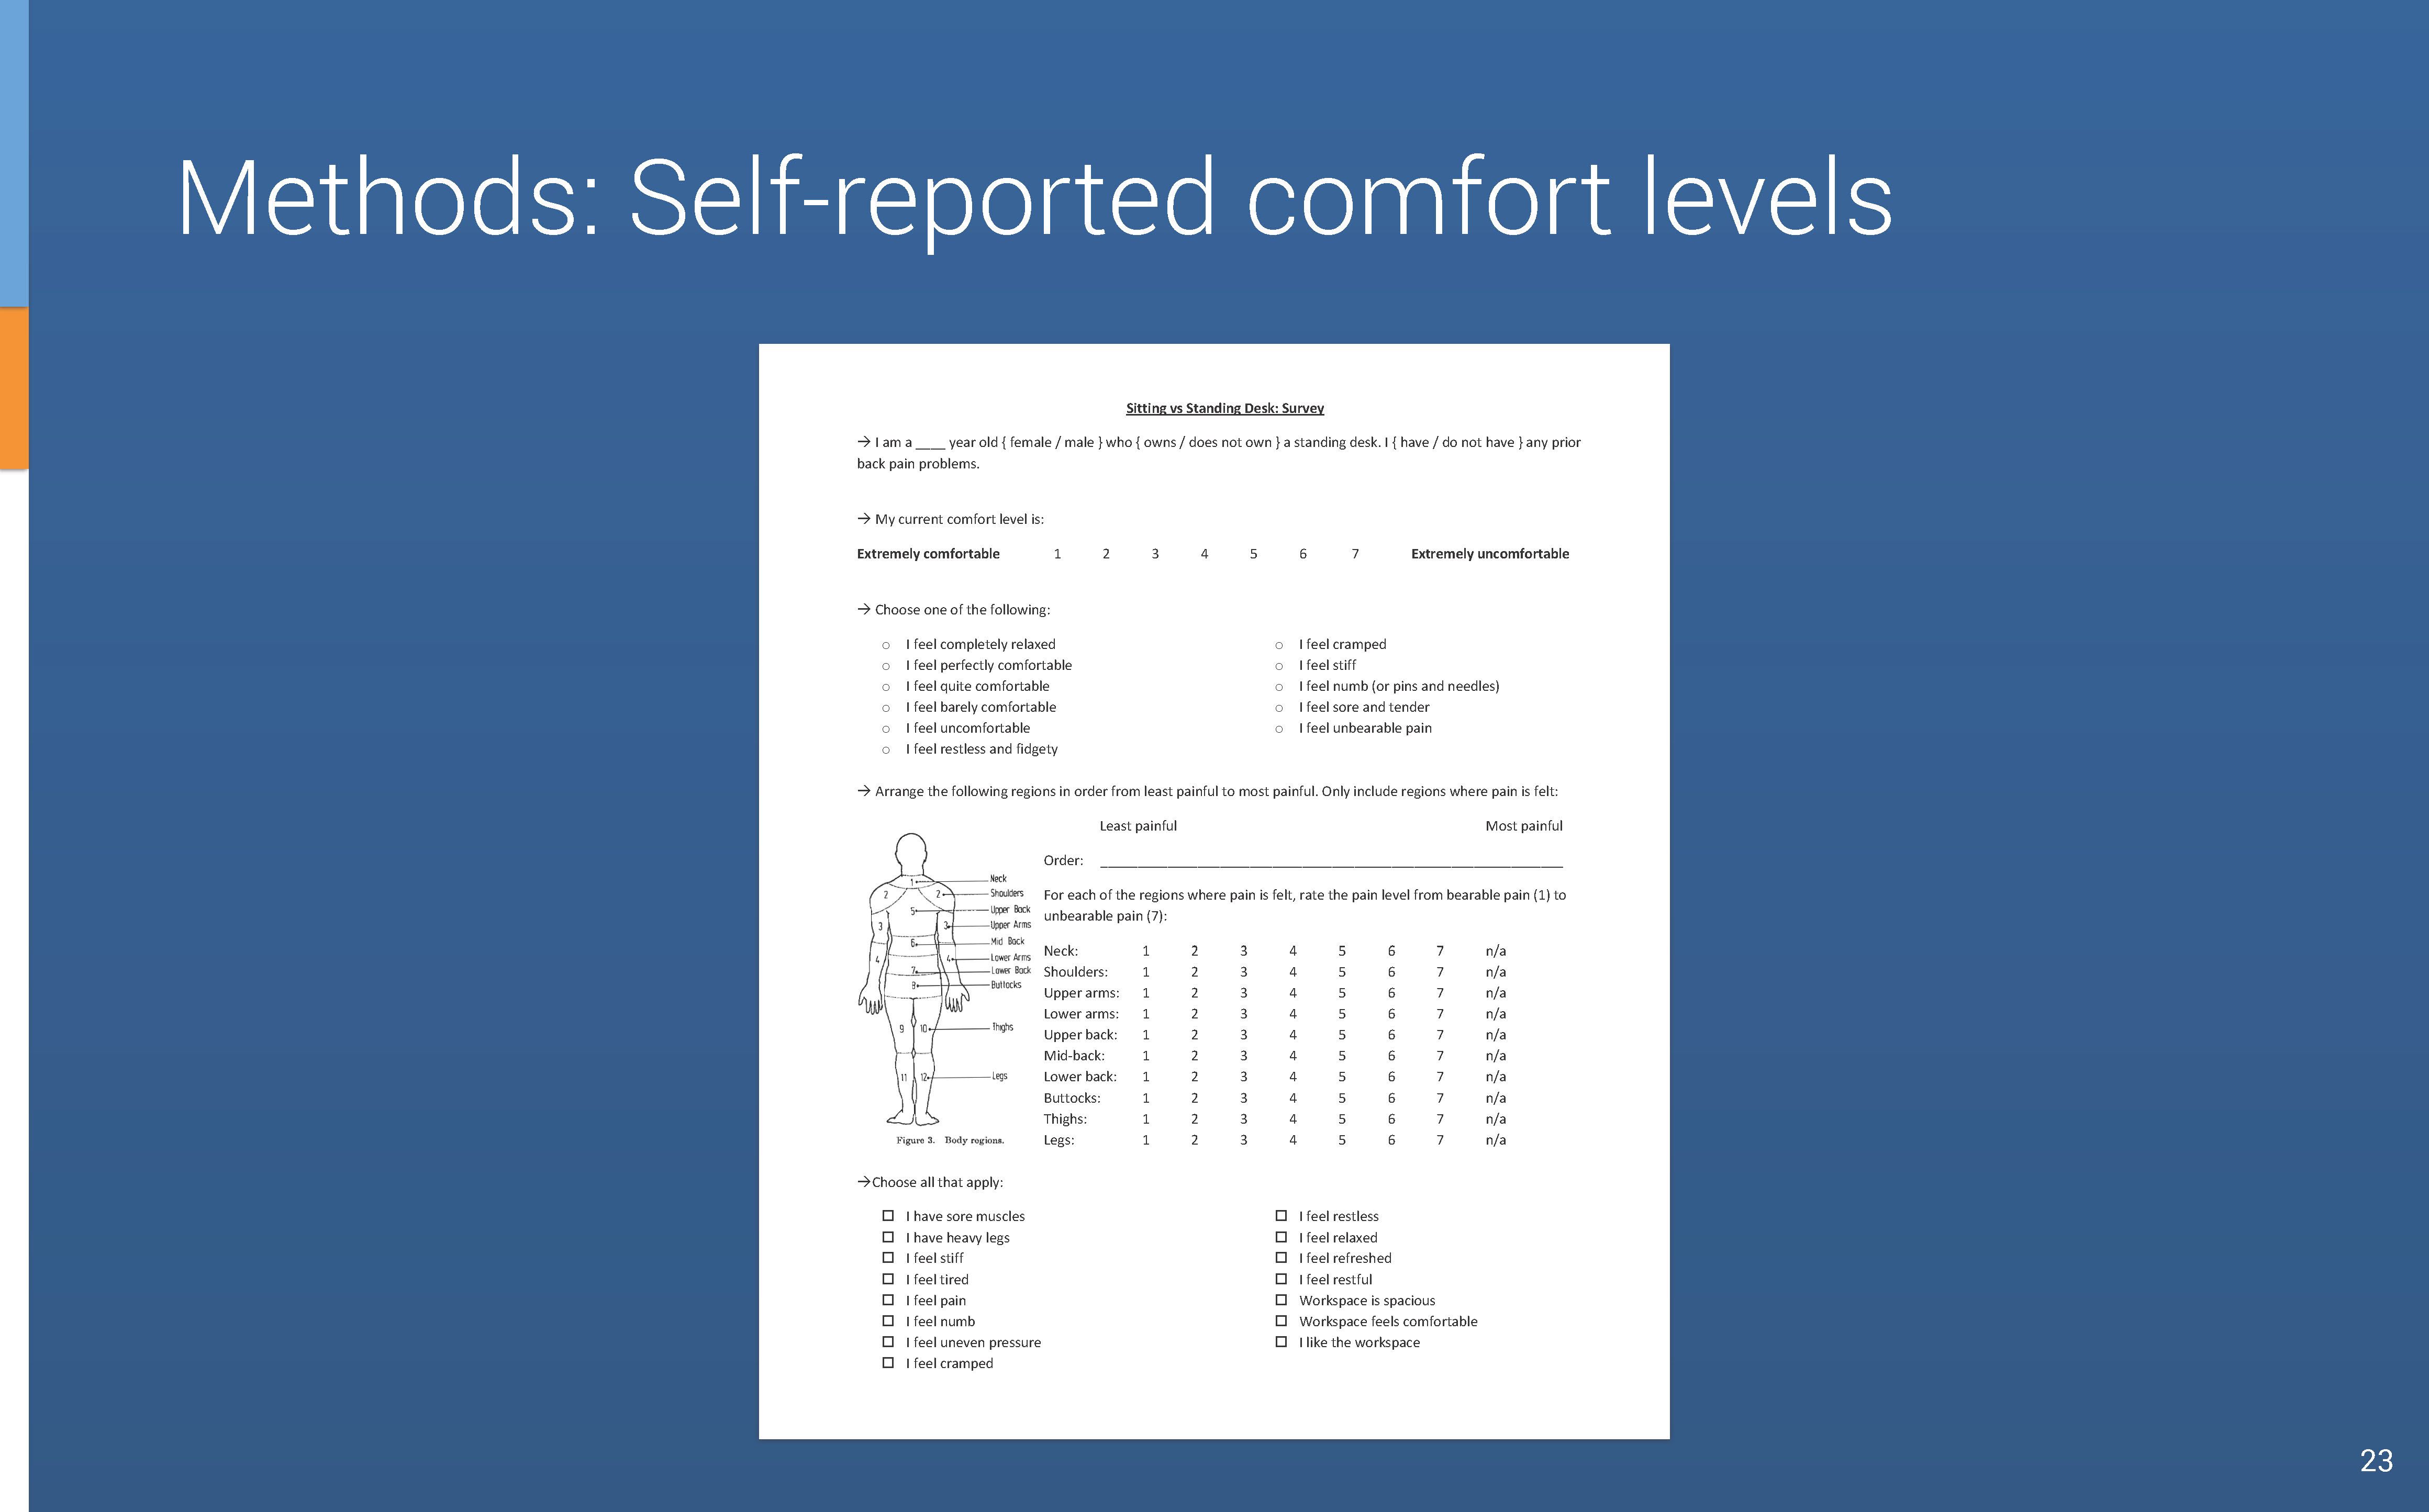 Methods: Self-reported comfort levels
Sitting vs Standing Desk: Survey
→ I am a ____ year old { female / male } who { owns / does not own } a standing desk. I { have / do not have } any prior
back pain problems.
→ My current comfort level is:
Extremely comfortable 1 2 3 4 5 6 7 Extremely uncomfortable
→ Choose one of the following:
○ I feel completely relaxed
○ I feel perfectly comfortable
○ I feel quite comfortable
○ I feel barely comfortable
○ I feel uncomfortable
○ I feel restless and fidgety
○ I feel cramped
○ I feel stiff
○ I feel numb (or pins and needles)
○ I feel sore and tender
○ I feel unbearable pain
→ Arrange the following regions in order from least painful to most painful. Only include regions where pain is felt:
Least painful Most painful
Order: ____
1 Neck
2 2 Shoulders
5 Upper Back
3 3 Upper Arms
6 Mid Back
4 4 Lower Arms
7 Lower Back
8 Buttocks
9 10 Thighs
11 12 Legs
Figure 3. Body regions.
For each of the regions where pain is felt, rate the pain level from bearable pain (1) to
unbearable pain (7):
Neck: 1 2 3 4 5 6 7 n/a
Shoulders: 1 2 3 4 5 6 7 n/a
Upper arms: 1 2 3 4 5 6 7 n/a
Lower arms: 1 2 3 4 5 6 7 n/a
Upper back: 1 2 3 4 5 6 7 n/a
Mid-back: 1 2 3 4 5 6 7 n/a
Lower back: 1 2 3 4 5 6 7 n/a
Buttocks: 1 2 3 4 5 6 7 n/a
Thighs: 1 2 3 4 5 6 7 n/a
Legs: 1 2 3 4 5 6 7 n/a
→Choose all that apply:
☐ I have sore muscles
☐ I have heavy legs
☐ I feel stiff
☐ I feel tired
☐ I feel pain
☐ I feel numb
☐ I feel uneven pressure
☐ I feel cramped
☐ I feel restless
☐ I feel relaxed
☐ I feel refreshed
☐ I feel restful
☐ Workspace is spacious
☐ Workspace feels comfortable
☐ I like the workspace
23